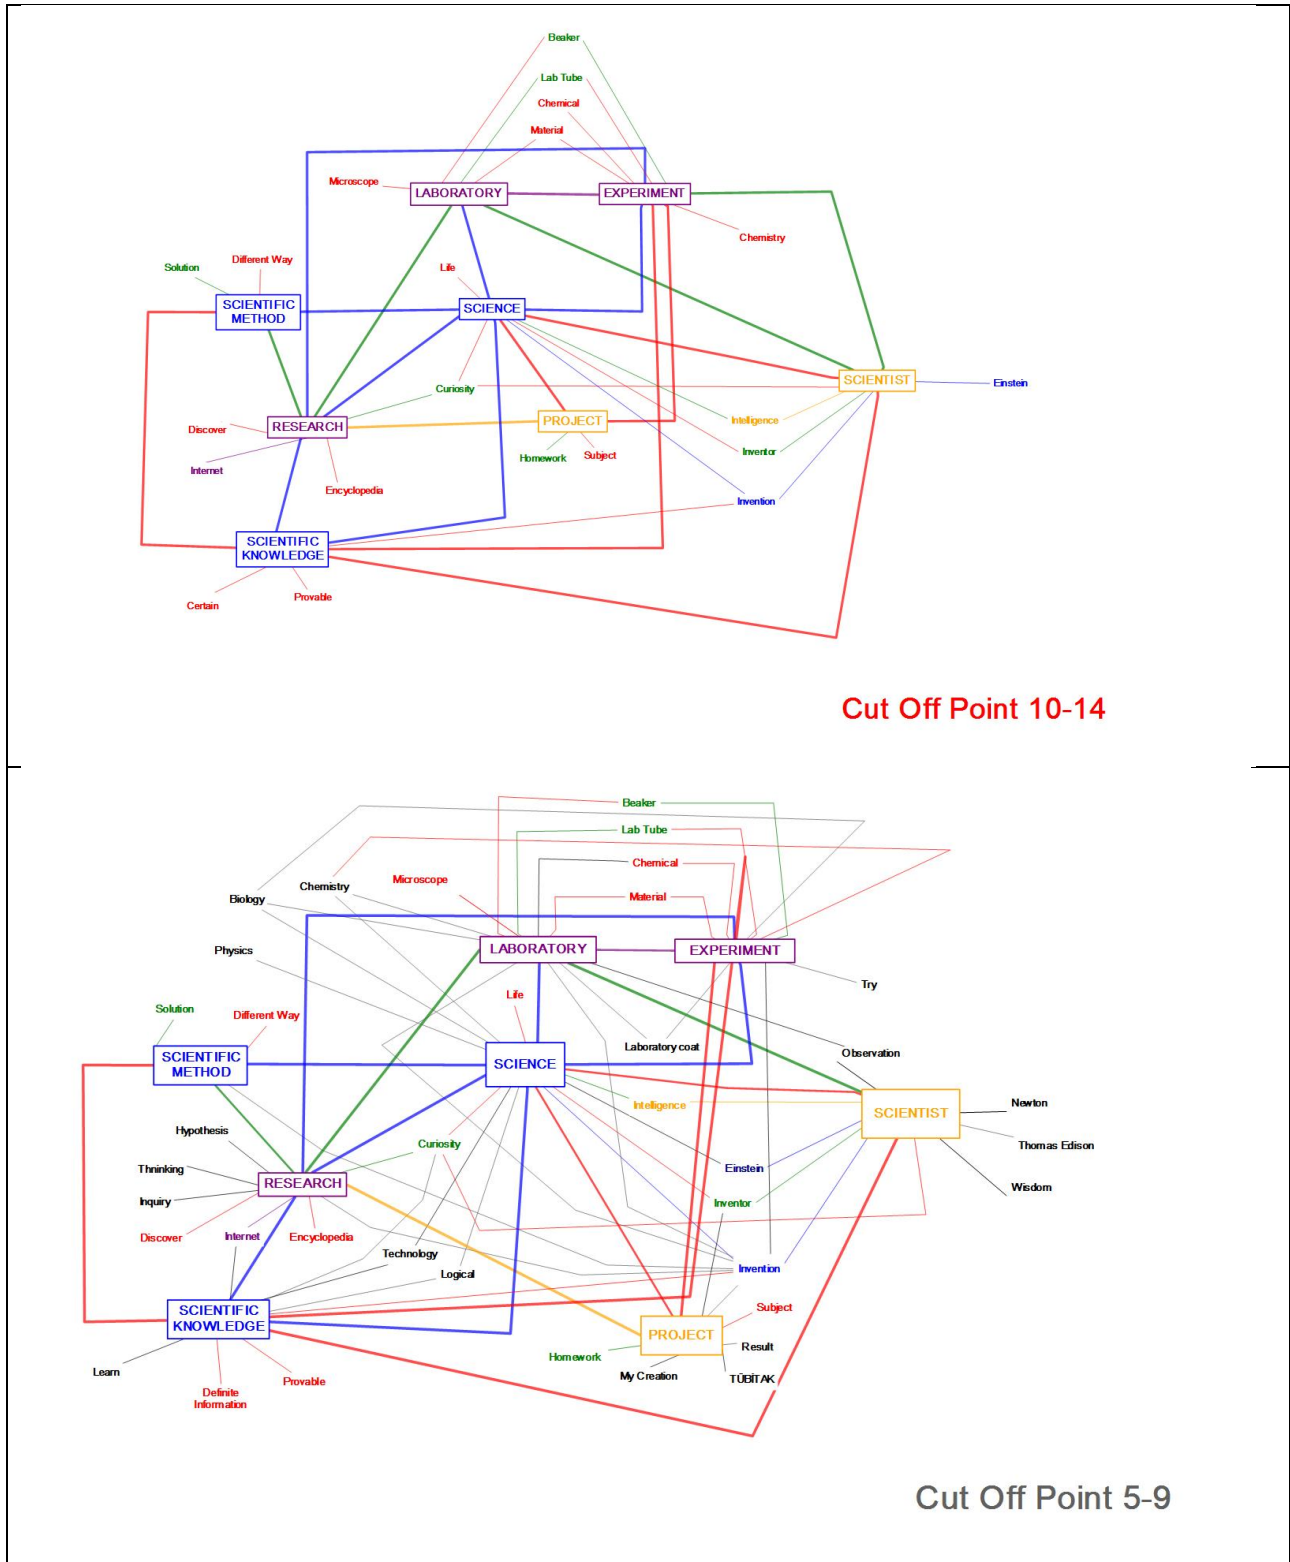 Beaker
Lab Tube
Chemical
Material
Microscope
LABORATORY
EXPERIMENT
Chemistry
Solution
Different Way
Life
SCIENTIFIC
METHOD
SCIENCE
SCIENTIST
Einstein
Curiosity
Intelligence
PROJECT
Discover
RESEARCH
Inventor
Homework
Subject
Internet
Encyclopedia
Invention
SCIENTIFIC
KNOWLEDGE
Certain
Provable
Cut Off Point 10-14
Beaker
Lab Tube
Chemical
Microscope
Chemistry
Biology
Material
Physics
LABORATORY
EXPERIMENT
Try
Life
Solution
Different Way
Laboratory coat
Observation
SCIENTIFIC
METHOD
SCIENCE
Intelligence
SCIENTIST
Newton
Hypothesis
Curiosity
Thomas Edison
Thninking
Einstein
RESEARCH
Wisdom
Inquiry
Inventor
Discover
Internet
Encyclopedia
Technology
Logical
Invention
SCIENTIFIC
KNOWLEDGE
Subject
PROJECT
Result
Homework
My Creation
TÜBİTAK
Learn
Definite
Information
Provable
Cut Off Point 5-9